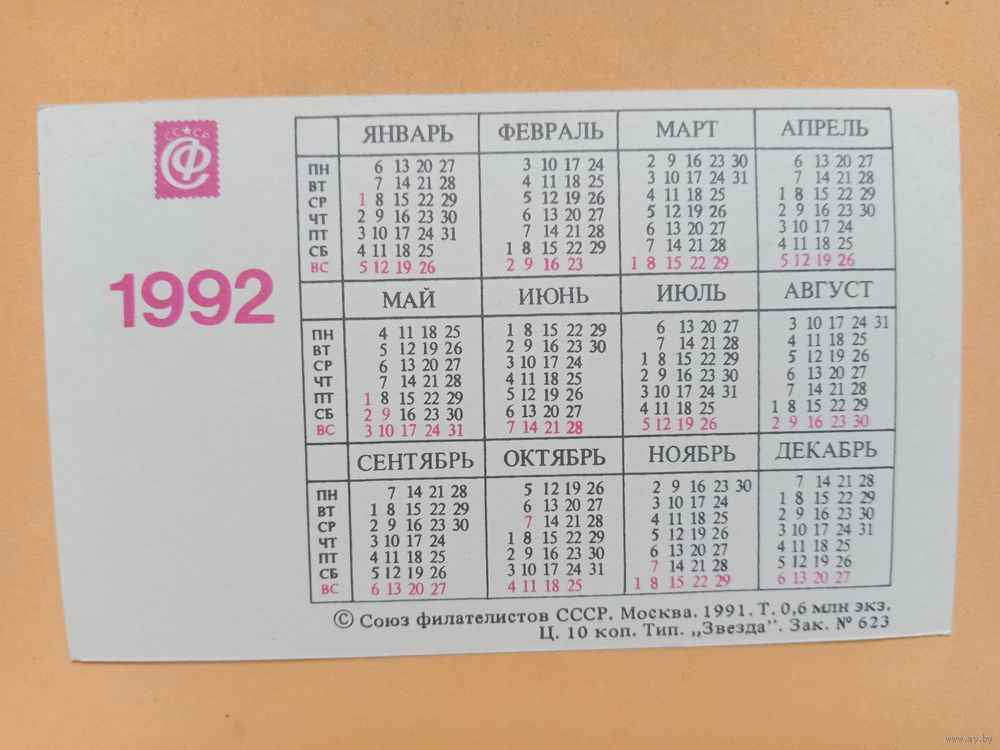 СССР
СФ
1992
ЯНВАРЬ ФЕВРАЛЬ МАРТ АПРЕЛЬ
ПН 6 13 20 27 3 10 17 24 2 9 16 23 30 6 13 20 27
ВТ 7 14 21 28 4 11 18 25 3 10 17 24 31 7 14 21 28
СР 1 8 15 22 29 5 12 19 26 4 11 18 25 1 8 15 22 29
ЧТ 2 9 16 23 30 6 13 20 27 5 12 19 26 2 9 16 23 30
ПТ 3 10 17 24 31 7 14 21 28 6 13 20 27 3 10 17 24
СБ 4 11 18 25 1 8 15 22 29 7 14 21 28 4 11 18 25
ВС 5 12 19 26 2 9 16 23 1 8 15 22 29 5 12 19 26
МАЙ ИЮНЬ ИЮЛЬ АВГУСТ
ПН 4 11 18 25 1 8 15 22 29 6 13 20 27 3 10 17 24 31
ВТ 5 12 19 26 2 9 16 23 30 7 14 21 28 4 11 18 25
СР 6 13 20 27 3 10 17 24 1 8 15 22 29 5 12 19 26
ЧТ 7 14 21 28 4 11 18 25 2 9 16 23 30 6 13 20 27
ПТ 1 8 15 22 29 5 12 19 26 3 10 17 24 31 7 14 21 28
СБ 2 9 16 23 30 6 13 20 27 4 11 18 25 1 8 15 22 29
ВС 3 10 17 24 31 7 14 21 28 5 12 19 26 2 9 16 23 30
СЕНТЯБРЬ ОКТЯБРЬ НОЯБРЬ ДЕКАБРЬ
ПН 7 14 21 28 5 12 19 26 2 9 16 23 30 7 14 21 28
ВТ 1 8 15 22 29 6 13 20 27 3 10 17 24 1 8 15 22 29
СР 2 9 16 23 30 7 14 21 28 4 11 18 25 2 9 16 23 30
ЧТ 3 10 17 24 1 8 15 22 29 5 12 19 26 3 10 17 24 31
ПТ 4 11 18 25 2 9 16 23 30 6 13 20 27 4 11 18 25
СБ 5 12 19 26 3 10 17 24 31 7 14 21 28 5 12 19 26
ВС 6 13 20 27 4 11 18 25 1 8 15 22 29 6 13 20 27
© Союз филателистов СССР. Москва. 1991. Т. 0,6 млн экз.
Ц. 10 коп. Тип. „Звезда”. Зак. № 623
www.ay.by